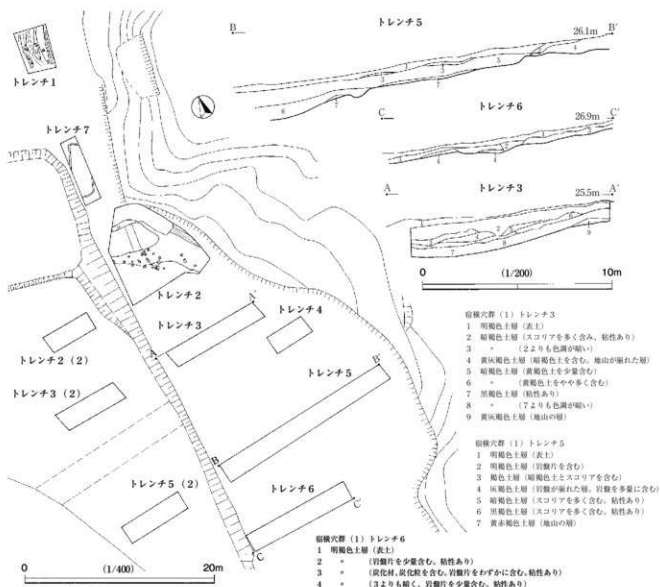 トレンチ1
トレンチ7
トレンチ2
トレンチ3
トレンチ4
A'
トレンチ2 (2)
トレンチ3 (2)
トレンチ5
B'
B
トレンチ5 (2)
トレンチ6
C'
C
0 (1/400) 20m
トレンチ5
B
26.1m B'
トレンチ6
C
26.9m C'
トレンチ3
A
25.5m A'
0 (1/200) 10m
宿横穴群（1）トレンチ3
1 明褐色土層（表土）
2 暗褐色土層（スコリアを多く含み、粘性あり）
3 〃 （2よりも色調が暗い）
4 黄灰褐色土層（暗褐色土を含む。地山が崩れた層）
5 暗褐色土層（黄褐色土を少量含む）
6 〃 （黄褐色土をやや多く含む）
7 黒褐色土層（粘性あり）
8 〃 （7よりも色調が暗い）
9 黄灰褐色土層（地山の層）
宿横穴群（1）トレンチ5
1 明褐色土層（表土）
2 明褐色土層（岩盤片を含む）
3 褐色土層（暗褐色土とスコリアを含む）
4 灰褐色土層（岩盤が崩れた層。岩盤を多量に含む）
5 暗褐色土層（スコリアを多く含む。粘性あり）
6 黒褐色土層（スコリアを多く含む。粘性あり）
7 黄赤褐色土層（地山の層）
宿横穴群（1）トレンチ6
1 明褐色土層（表土）
2 〃 （岩盤片を少量含む。粘性あり）
3 〃 （炭化材、炭化粒を含む。岩盤片をわずかに含む、粘性あり）
4 〃 （3よりも暗く、岩盤片を少量含む。粘性あり）